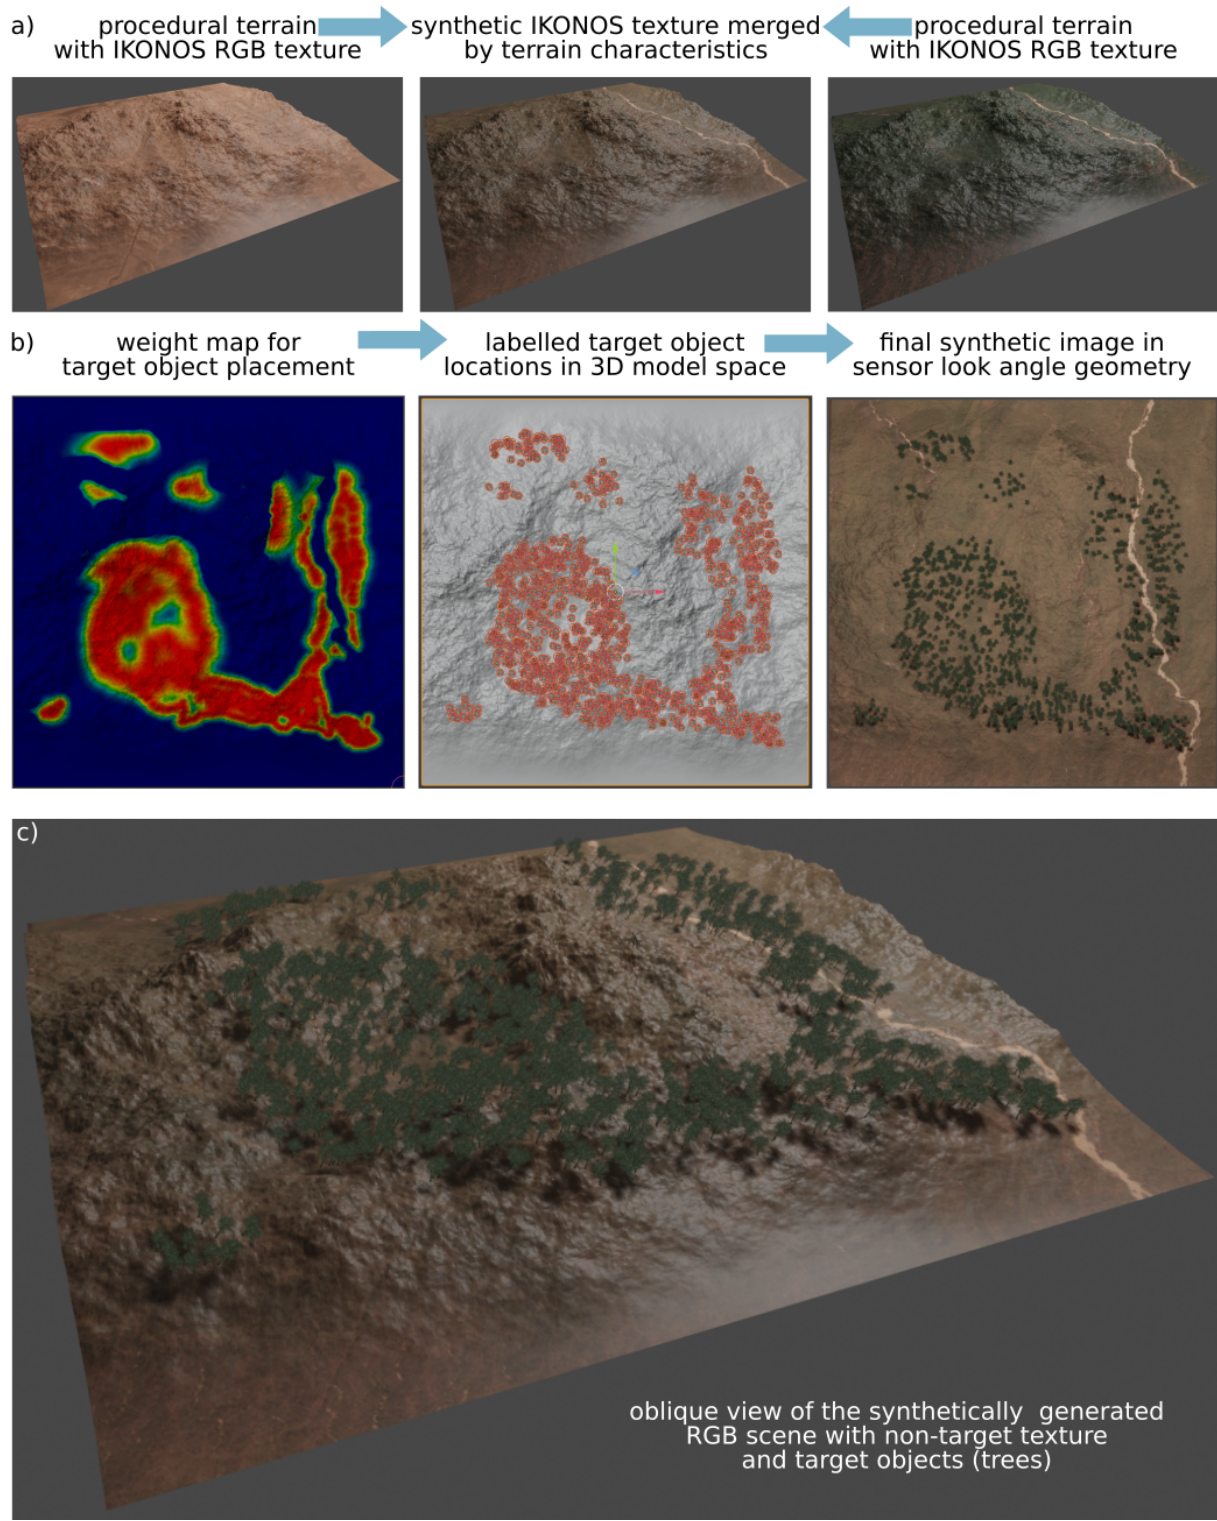 a)
procedural terrain
with IKONOS RGB texture
synthetic IKONOS texture merged
by terrain characteristics
procedural terrain
with IKONOS RGB texture
b)
weight map for
target object placement
labelled target object
locations in 3D model space
final synthetic image in
sensor look angle geometry
c)
oblique view of the synthetically generated
RGB scene with non-target texture
and target objects (trees)